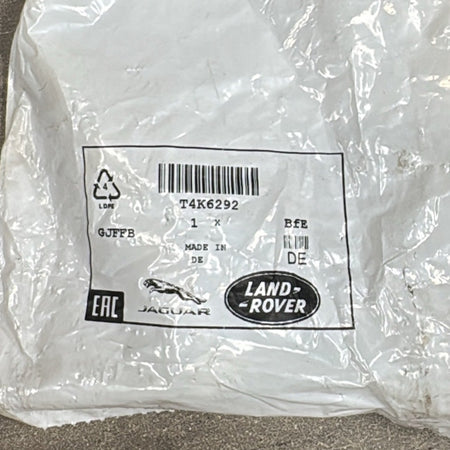 4
LDPE
T4K6292
1 X
GJFFB
BfE
MADE IN
DE
DE
EAC
JAGUAR
LAND-
-ROVER